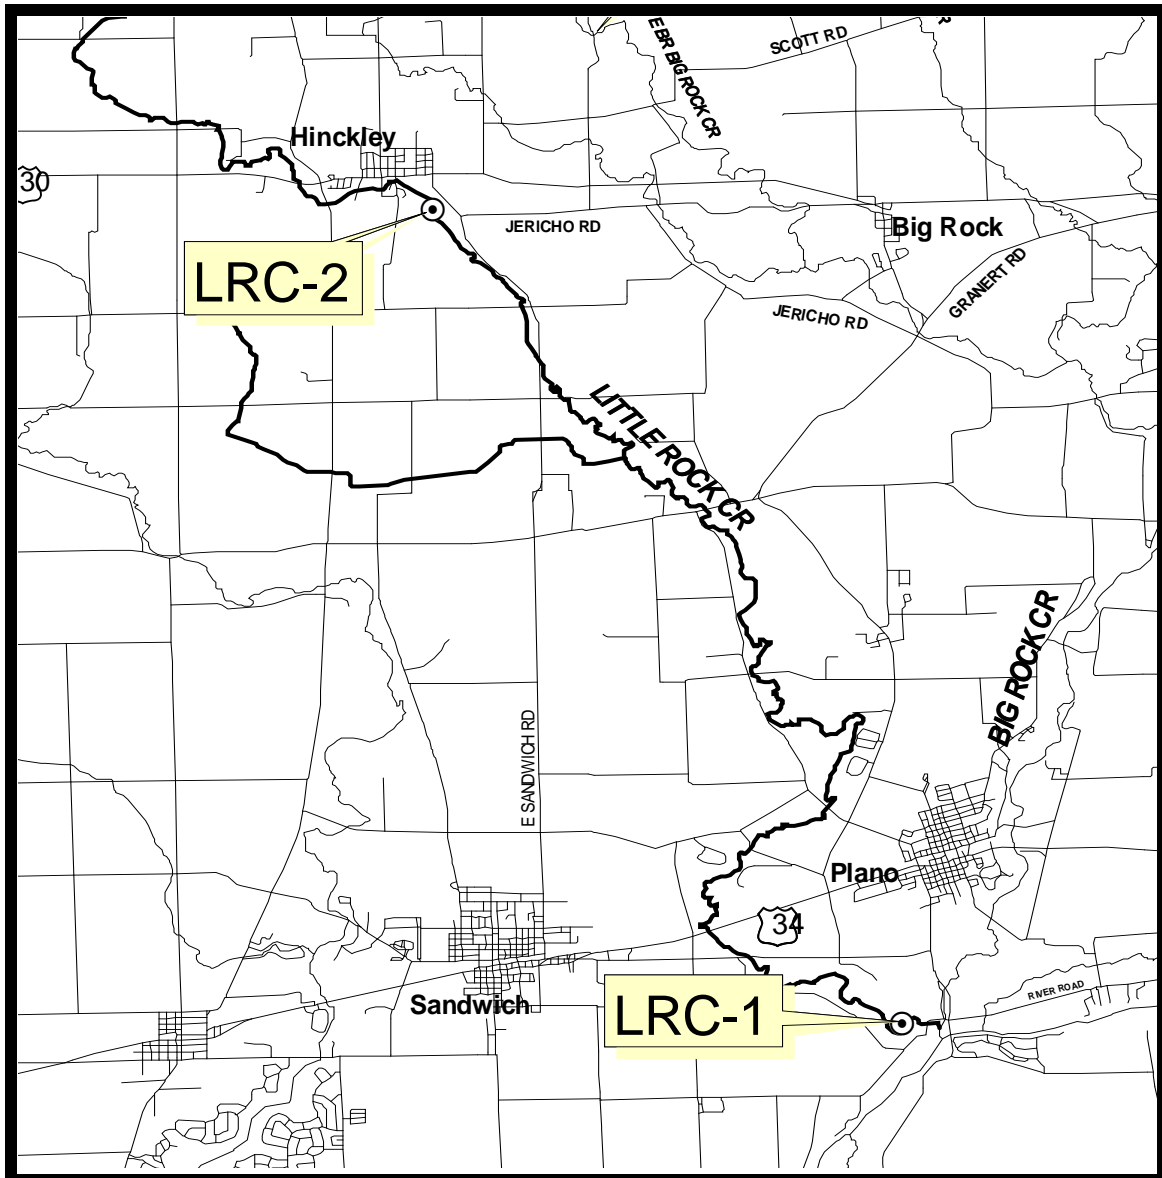 E BR BIG ROCK CR
SCOTT RD
R
Hinckley
30
JERICHO RD
Big Rock
LRC-2
GRANERT RD
JERICHO RD
LITTLE ROCK CR
BIG ROCK CR
E SANDWICH RD
Plano
34
Sandwich
LRC-1
RIVER ROAD